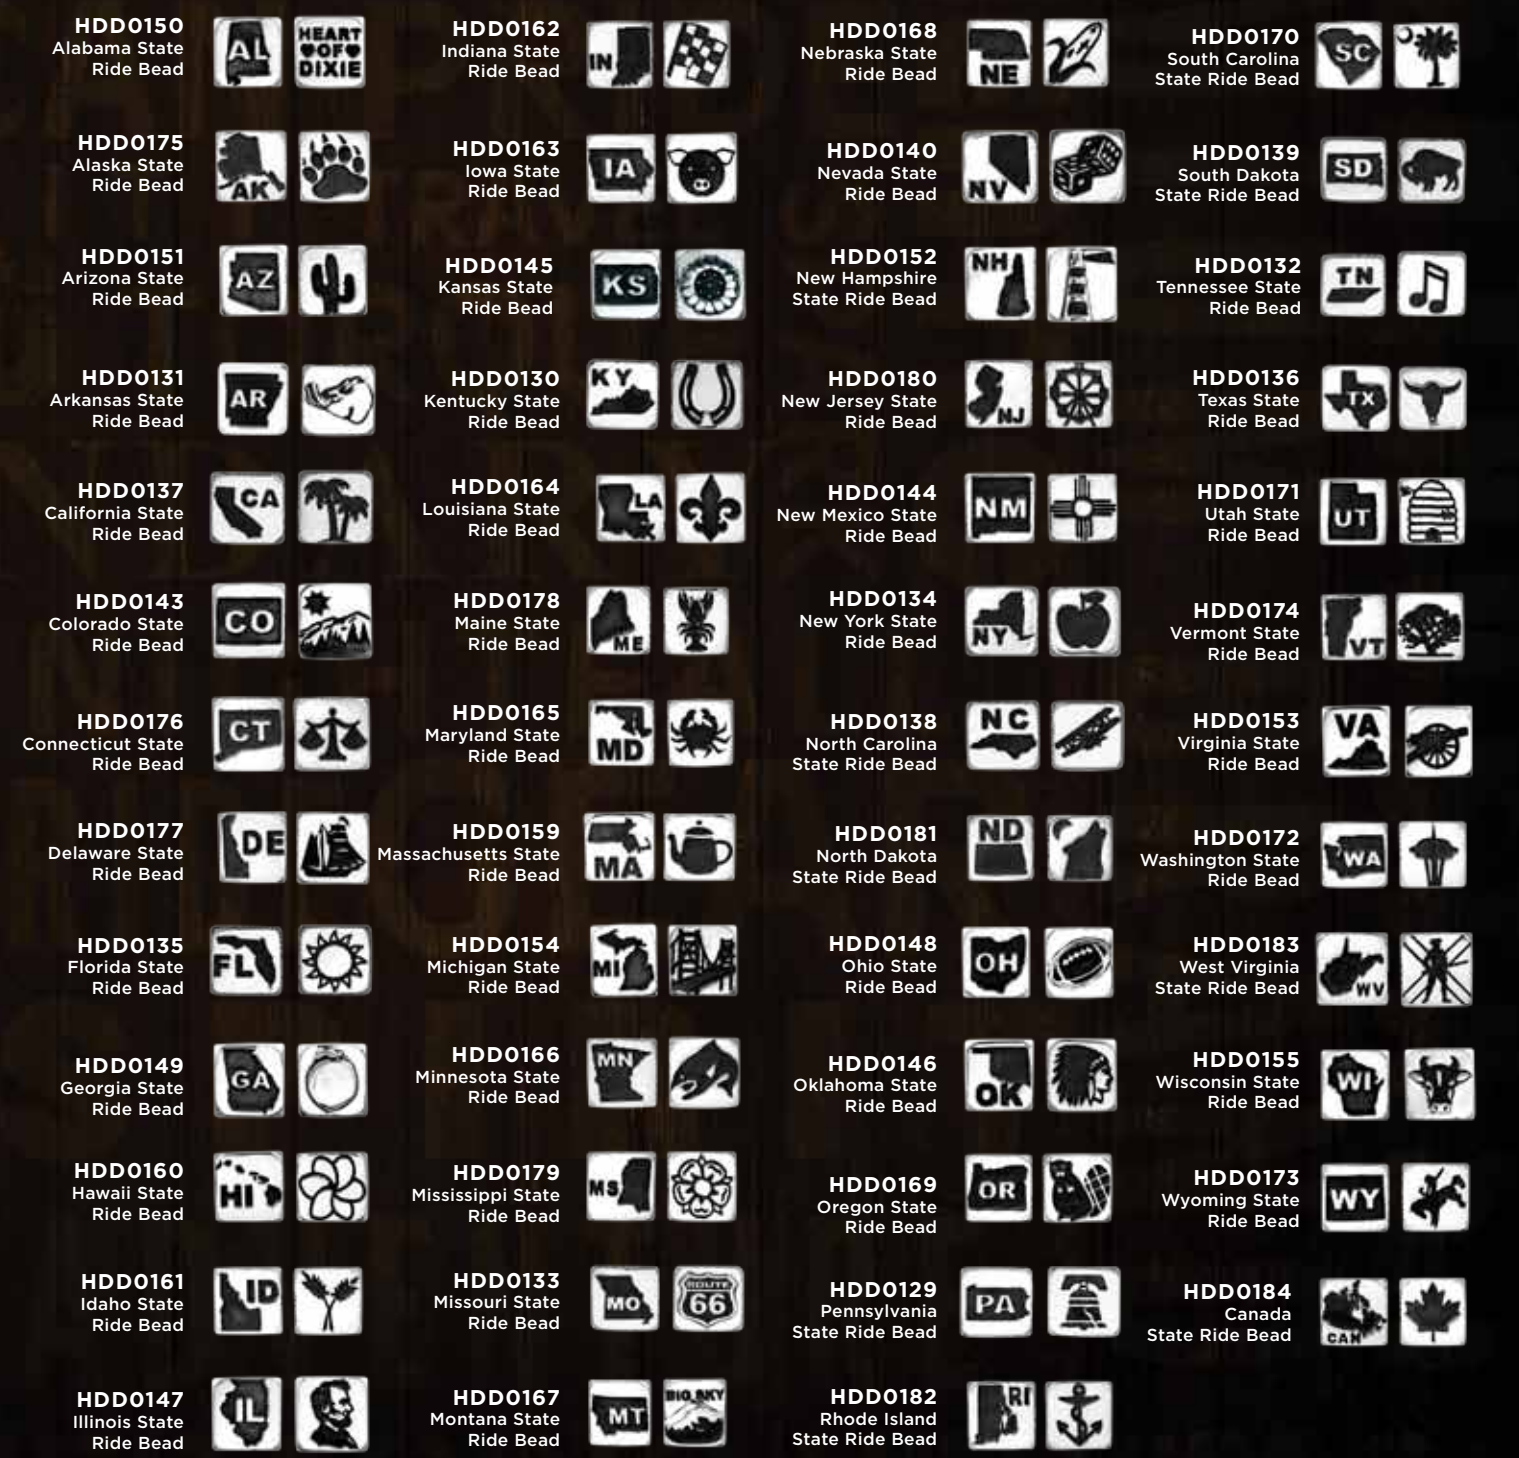 HDD0150
Alabama State
Ride Bead
AL
HEART
OF
DIXIE
HDD0175
Alaska State
Ride Bead
AK
HDD0151
Arizona State
Ride Bead
AZ
HDD0131
Arkansas State
Ride Bead
AR
HDD0137
California State
Ride Bead
CA
HDD0143
Colorado State
Ride Bead
CO
HDD0176
Connecticut State
Ride Bead
CT
HDD0177
Delaware State
Ride Bead
DE
HDD0135
Florida State
Ride Bead
FL
HDD0149
Georgia State
Ride Bead
GA
HDD0160
Hawaii State
Ride Bead
HI
HDD0161
Idaho State
Ride Bead
ID
HDD0147
Illinois State
Ride Bead
IL
HDD0162
Indiana State
Ride Bead
IN
HDD0163
Iowa State
Ride Bead
IA
HDD0145
Kansas State
Ride Bead
KS
HDD0130
Kentucky State
Ride Bead
KY
HDD0164
Louisiana State
Ride Bead
LA
HDD0178
Maine State
Ride Bead
ME
HDD0165
Maryland State
Ride Bead
MD
HDD0159
Massachusetts State
Ride Bead
MA
HDD0154
Michigan State
Ride Bead
MI
HDD0166
Minnesota State
Ride Bead
MN
HDD0179
Mississippi State
Ride Bead
MS
HDD0133
Missouri State
Ride Bead
MO
ROUTE
66
HDD0167
Montana State
Ride Bead
MT
BIG SKY
HDD0168
Nebraska State
Ride Bead
NE
HDD0140
Nevada State
Ride Bead
NV
HDD0152
New Hampshire
State Ride Bead
NH
HDD0180
New Jersey State
Ride Bead
NJ
HDD0144
New Mexico State
Ride Bead
NM
HDD0134
New York State
Ride Bead
NY
HDD0138
North Carolina
State Ride Bead
NC
HDD0181
North Dakota
State Ride Bead
ND
HDD0148
Ohio State
Ride Bead
OH
HDD0146
Oklahoma State
Ride Bead
OK
HDD0169
Oregon State
Ride Bead
OR
HDD0129
Pennsylvania
State Ride Bead
PA
HDD0182
Rhode Island
State Ride Bead
RI
HDD0170
South Carolina
State Ride Bead
SC
HDD0139
South Dakota
State Ride Bead
SD
HDD0132
Tennessee State
Ride Bead
TN
HDD0136
Texas State
Ride Bead
TX
HDD0171
Utah State
Ride Bead
UT
HDD0174
Vermont State
Ride Bead
VT
HDD0153
Virginia State
Ride Bead
VA
HDD0172
Washington State
Ride Bead
WA
HDD0183
West Virginia
State Ride Bead
WV
HDD0155
Wisconsin State
Ride Bead
WI
HDD0173
Wyoming State
Ride Bead
WY
HDD0184
Canada
State Ride Bead
CAN